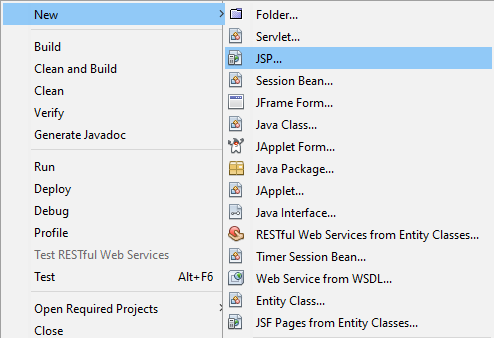 New
Build
Clean and Build
Clean
Verify
Generate Javadoc
Run
Deploy
Debug
Profile
Test RESTful Web Services
Test Alt+F6
Open Required Projects
Close
Folder...
Servlet...
JSP...
Session Bean...
JFrame Form...
Java Class...
JApplet Form...
Java Package...
JApplet...
Java Interface...
RESTful Web Services from Entity Classes...
Timer Session Bean...
Web Service from WSDL...
Entity Class...
JSF Pages from Entity Classes...